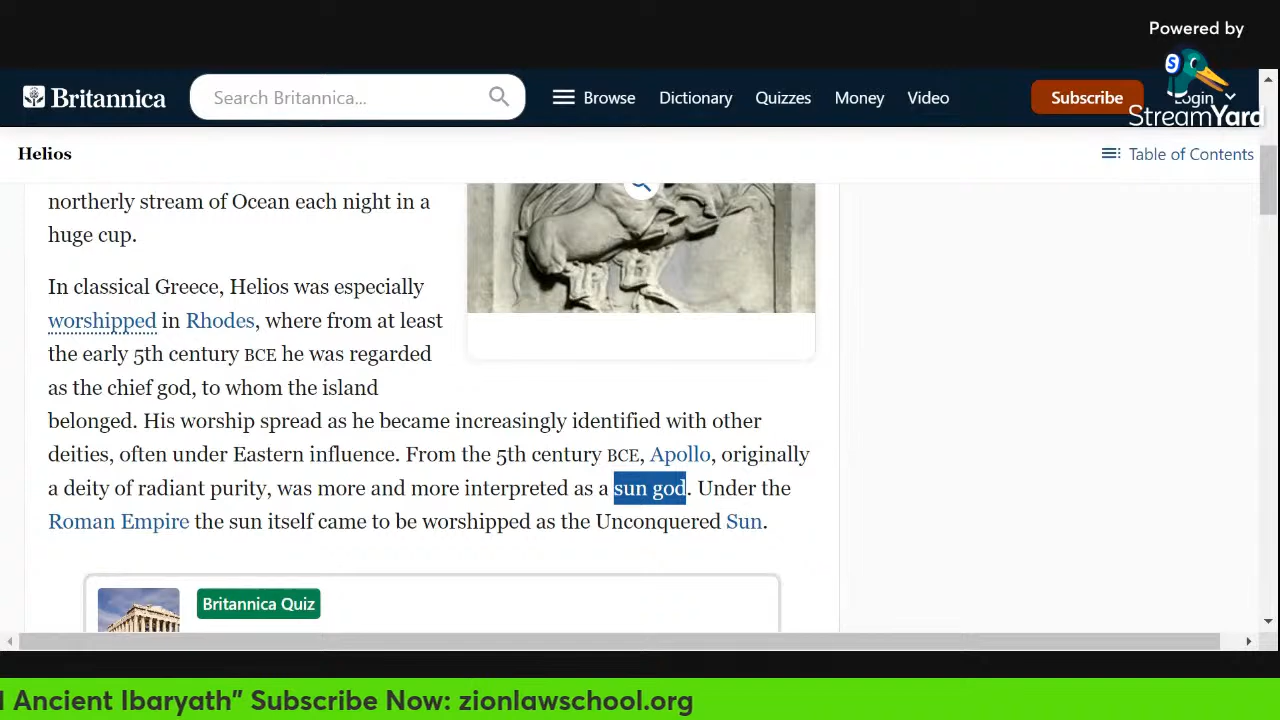 Powered by
StreamYard
Britannica
Search Britannica...
Browse
Dictionary
Quizzes
Money
Video
Subscribe
Login
Helios
Table of Contents
northerly stream of Ocean each night in a
huge cup.
In classical Greece, Helios was especially
worshipped in Rhodes, where from at least
the early 5th century BCE he was regarded
as the chief god, to whom the island
belonged. His worship spread as he became increasingly identified with other
deities, often under Eastern influence. From the 5th century BCE, Apollo, originally
a deity of radiant purity, was more and more interpreted as a sun god. Under the
Roman Empire the sun itself came to be worshipped as the Unconquered Sun.
Britannica Quiz
Ancient Ibaryath” Subscribe Now: zionlawschool.org